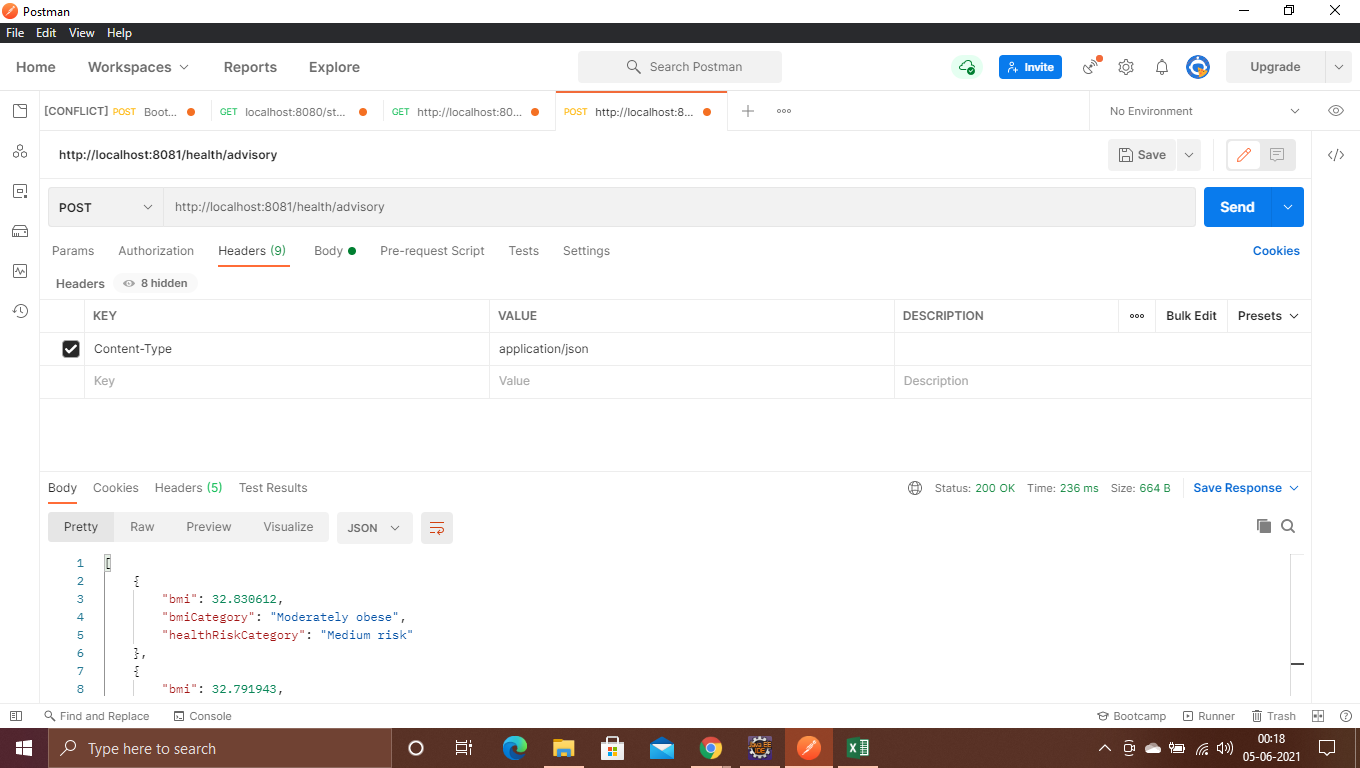 Postman
File Edit View Help
Home Workspaces Reports Explore Search Postman Invite Upgrade
[CONFLICT] POST Boot... GET localhost:8080/st... GET http://localhost:80... POST http://localhost:8... No Environment
http://localhost:8081/health/advisory Save
POST http://localhost:8081/health/advisory Send
Params Authorization Headers (9) Body Pre-request Script Tests Settings Cookies
Headers 8 hidden
KEY VALUE DESCRIPTION Bulk Edit Presets
Content-Type application/json
Key Value Description
Body Cookies Headers (5) Test Results Status: 200 OK Time: 236 ms Size: 664 B Save Response
Pretty Raw Preview Visualize JSON
1 [
2 {
3 "bmi": 32.830612,
4 "bmiCategory": "Moderately obese",
5 "healthRiskCategory": "Medium risk"
6 },
7 {
8 "bmi": 32.791943,
Find and Replace Console Bootcamp Runner Trash
Type here to search
00:18
05-06-2021